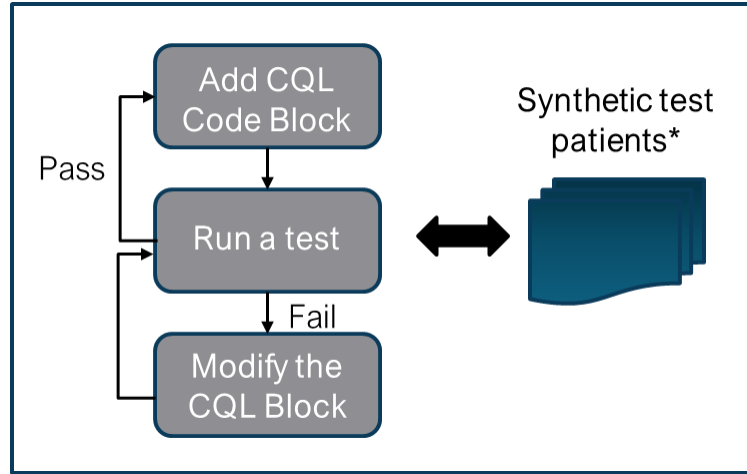 Add CQL
Code Block
Synthetic test
patients*
Pass
Run a test
Fail
Modify the
CQL Block